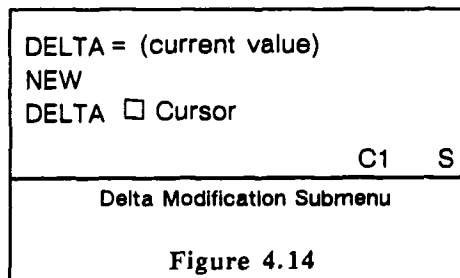 DELTA = (current value)
NEW
DELTA □ Cursor
C1 S
Delta Modification Submenu
Figure 4.14